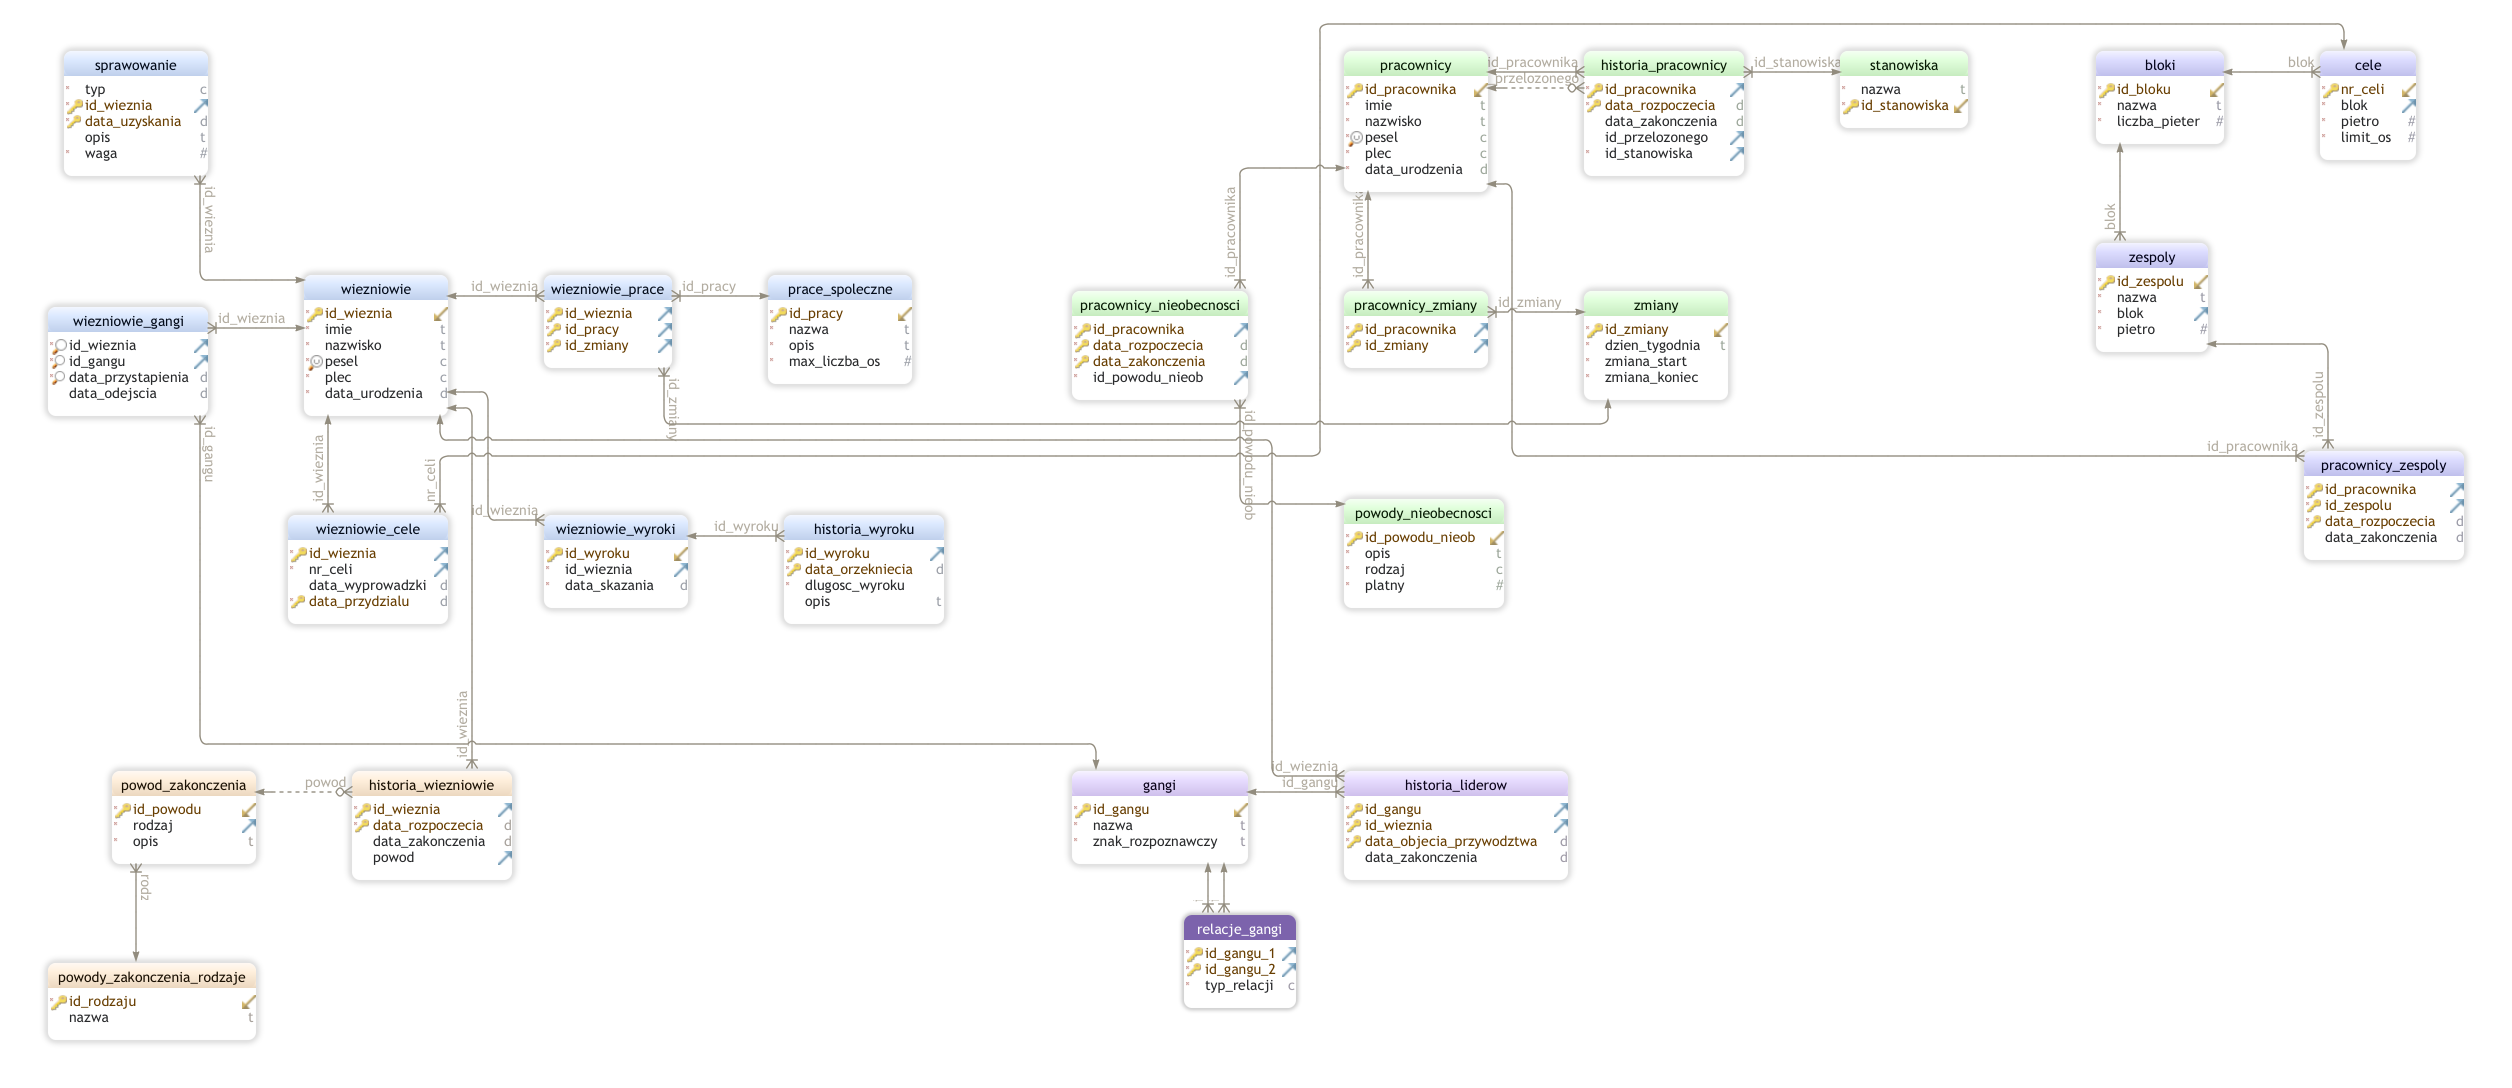 sprawowanie
typ c
id_wieznia
data_uzyskania d
opis t
waga #
id_wieznia
pracownicy
id_pracownika
imie t
nazwisko t
pesel c
plec c
data_urodzenia d
id_pracownika
przelozonego
historia_pracownicy
id_pracownika
data_rozpoczecia d
data_zakonczenia d
id_przelozonego
id_stanowiska
id_stanowiska
stanowiska
nazwa t
id_stanowiska
bloki
id_bloku
nazwa t
liczba_pieter #
blok
cele
nr_celi
blok
pietro #
limit_os #
blok
zespoly
id_zespolu
nazwa t
blok
pietro #
id_zespolu
wiezniowie_gangi
id_wieznia
id_gangu
data_przystapienia d
data_odejscia d
id_wieznia
id_gangu
wiezniowie
id_wieznia
imie t
nazwisko t
pesel c
plec c
data_urodzenia d
id_wieznia
wiezniowie_prace
id_wieznia
id_pracy
id_zmiany
id_pracy
id_zmiany
prace_spoleczne
id_pracy
nazwa t
opis t
max_liczba_os #
id_pracownika
pracownicy_nieobecnosci
id_pracownika
data_rozpoczecia d
data_zakonczenia d
id_powodu_nieob
id_powodu_nieob
id_pracownika
pracownicy_zmiany
id_pracownika
id_zmiany
id_zmiany
zmiany
id_zmiany
dzien_tygodnia t
zmiana_start
zmiana_koniec
id_pracownika
pracownicy_zespoly
id_pracownika
id_zespolu
data_rozpoczecia d
data_zakonczenia d
id_wieznia
nr_celi
wiezniowie_cele
id_wieznia
nr_celi
data_wyprowadzki d
data_przydzialu d
id_wieznia
wiezniowie_wyroki
id_wyroku
id_wieznia
data_skazania d
id_wyroku
historia_wyroku
id_wyroku
data_orzekniecia d
dlugosc_wyroku
opis t
powody_nieobecnosci
id_powodu_nieob
opis t
rodzaj c
platny #
id_wieznia
powod_zakonczenia
id_powodu
rodzaj
opis t
powod
rodz
historia_wiezniowie
id_wieznia
data_rozpoczecia d
data_zakonczenia d
powod
gangi
id_gangu
nazwa t
znak_rozpoznawczy t
id_wieznia
id_gangu
historia_liderow
id_gangu
id_wieznia
data_objecia_przywodztwa d
data_zakonczenia d
relacje_gangi
id_gangu_1
id_gangu_2
typ_relacji c
powody_zakonczenia_rodzaje
id_rodzaju
nazwa t